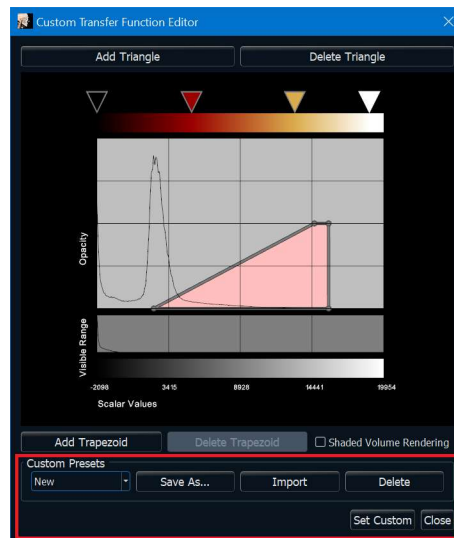 Custom Transfer Function Editor
Add Triangle Delete Triangle
Opacity
Visible Range
-2098 3415 8928 14441 19954
Scalar Values
Add Trapezoid Delete Trapezoid Shaded Volume Rendering
Custom Presets
New Save As... Import Delete
Set Custom Close